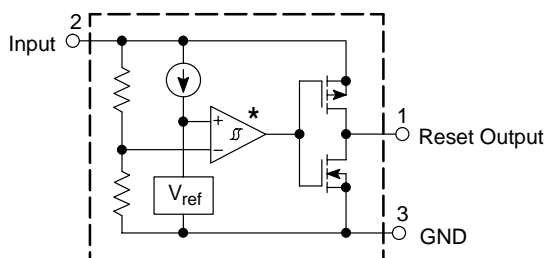 2
Input
*
+
−
1
Reset Output
V_ref
3
GND